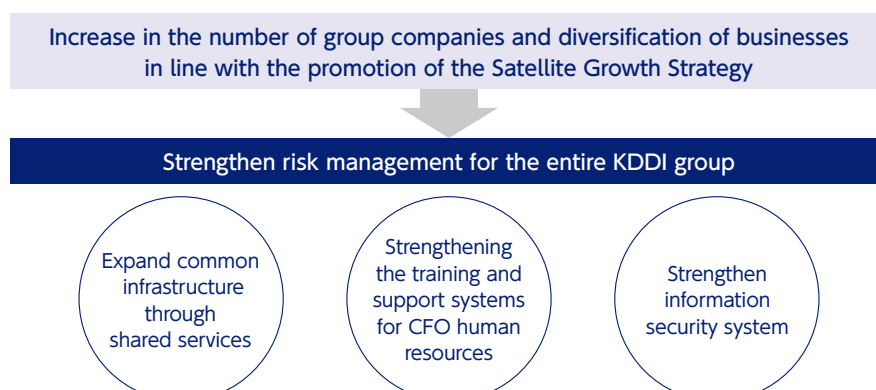 Increase in the number of group companies and diversification of businesses
in line with the promotion of the Satellite Growth Strategy
Strengthen risk management for the entire KDDI group
Expand common
infrastructure
through
shared services
Strengthening
the training and
support systems
for CFO human
resources
Strengthen
information
security system